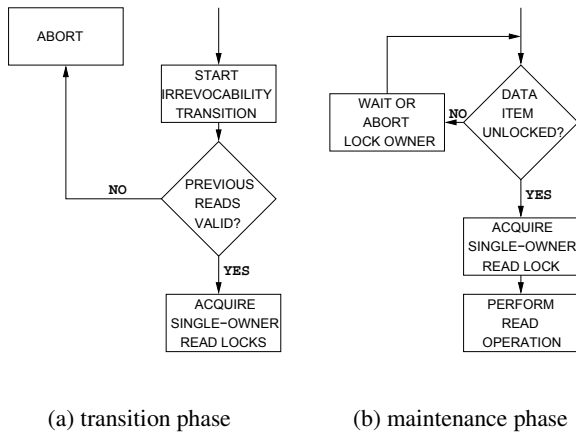 ABORT
START
IRREVOCABILITY
TRANSITION
NO
PREVIOUS
READS
VALID?
YES
ACQUIRE
SINGLE−OWNER
READ LOCKS
(a) transition phase
DATA
ITEM
UNLOCKED?
NO
WAIT OR
ABORT
LOCK OWNER
YES
ACQUIRE
SINGLE−OWNER
READ LOCK
PERFORM
READ
OPERATION
(b) maintenance phase